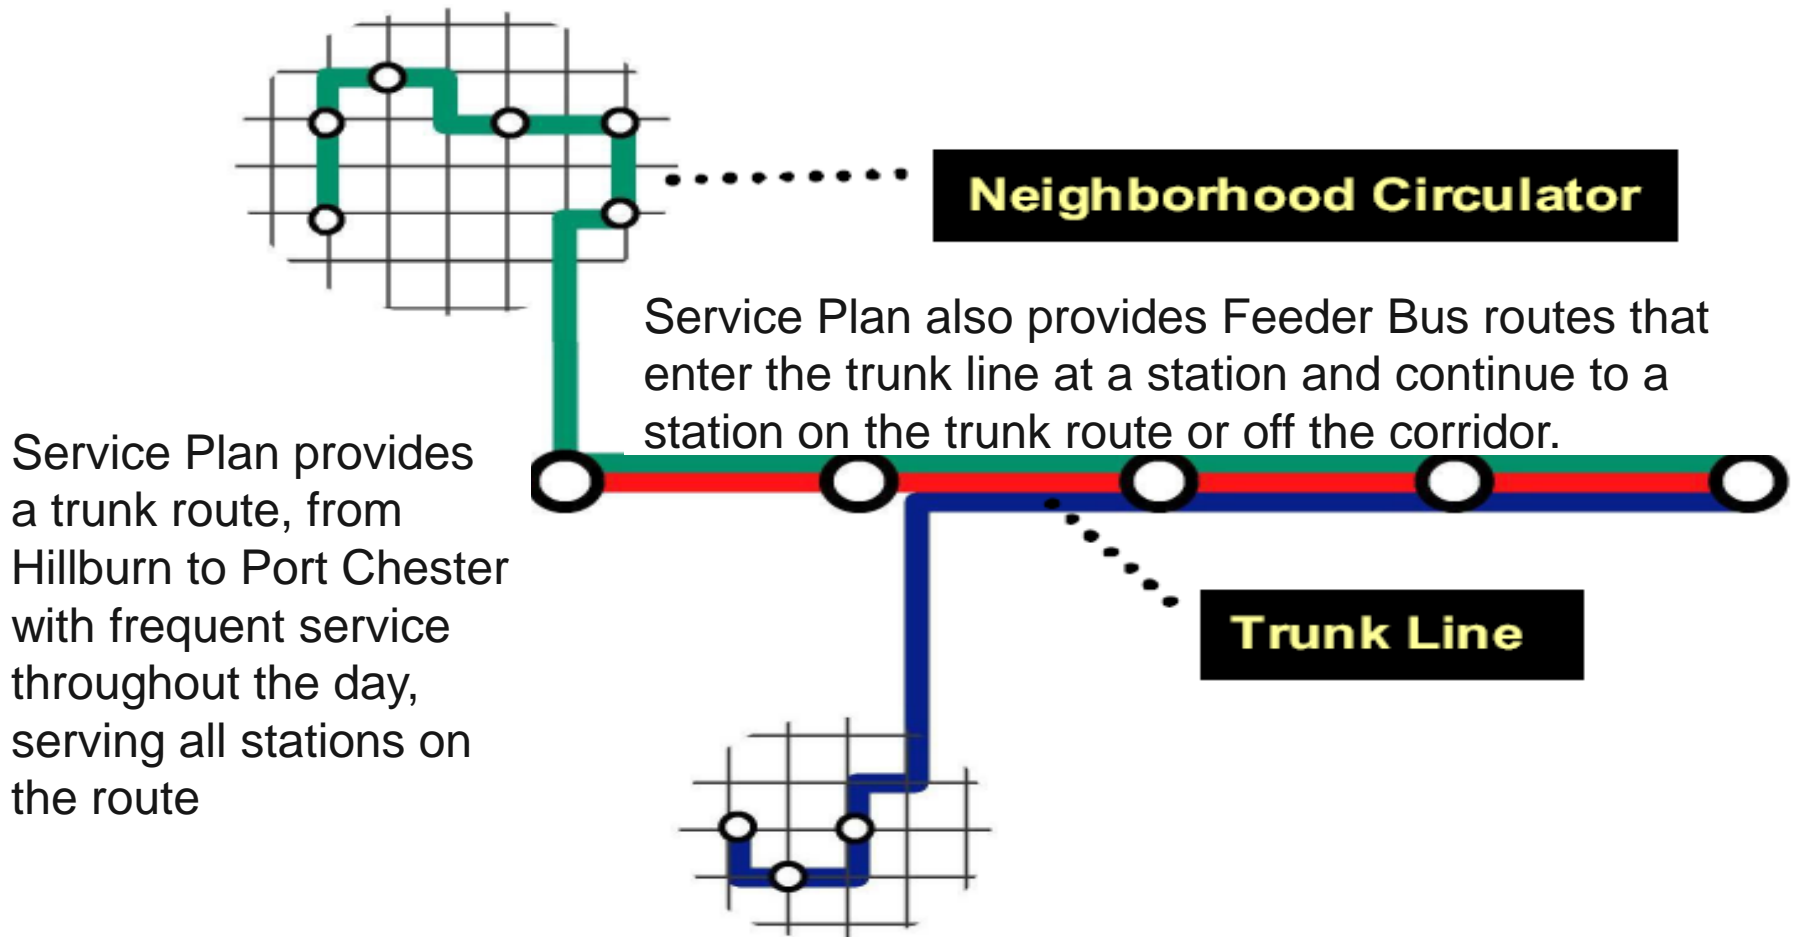 Neighborhood Circulator
Service Plan also provides Feeder Bus routes that
enter the trunk line at a station and continue to a
station on the trunk route or off the corridor.
Service Plan provides
a trunk route, from
Hillburn to Port Chester
with frequent service
throughout the day,
serving all stations on
the route
Trunk Line